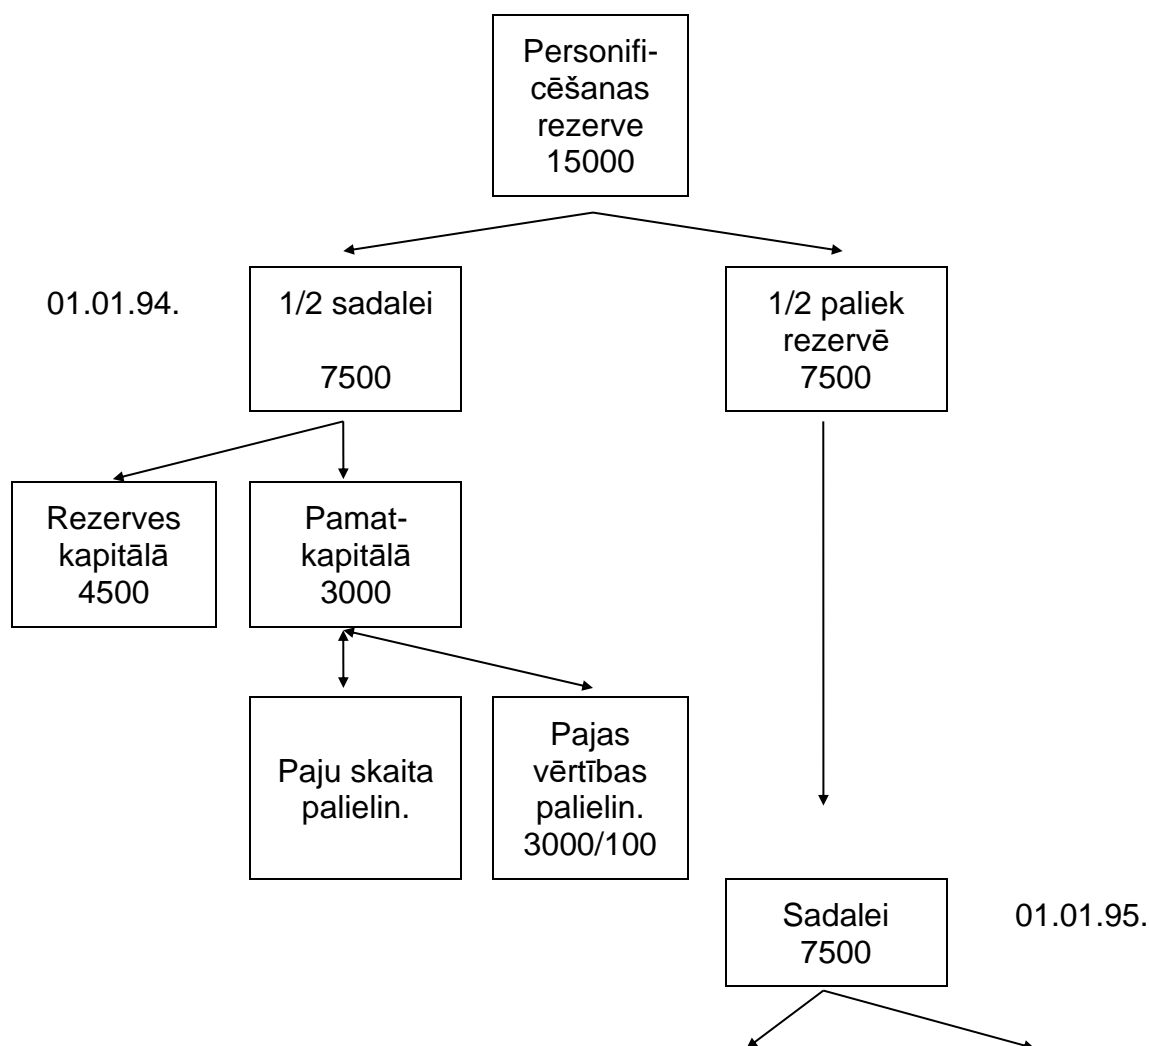 Personifi-
cēšanas
rezerve
15000
01.01.94.
1/2 sadalei
7500
1/2 paliek
rezervē
7500
Rezerves
kapitālā
4500
Pamat-
kapitālā
3000
Paju skaita
palielin.
Pajas
vērtības
palielin.
3000/100
Sadalei
7500
01.01.95.